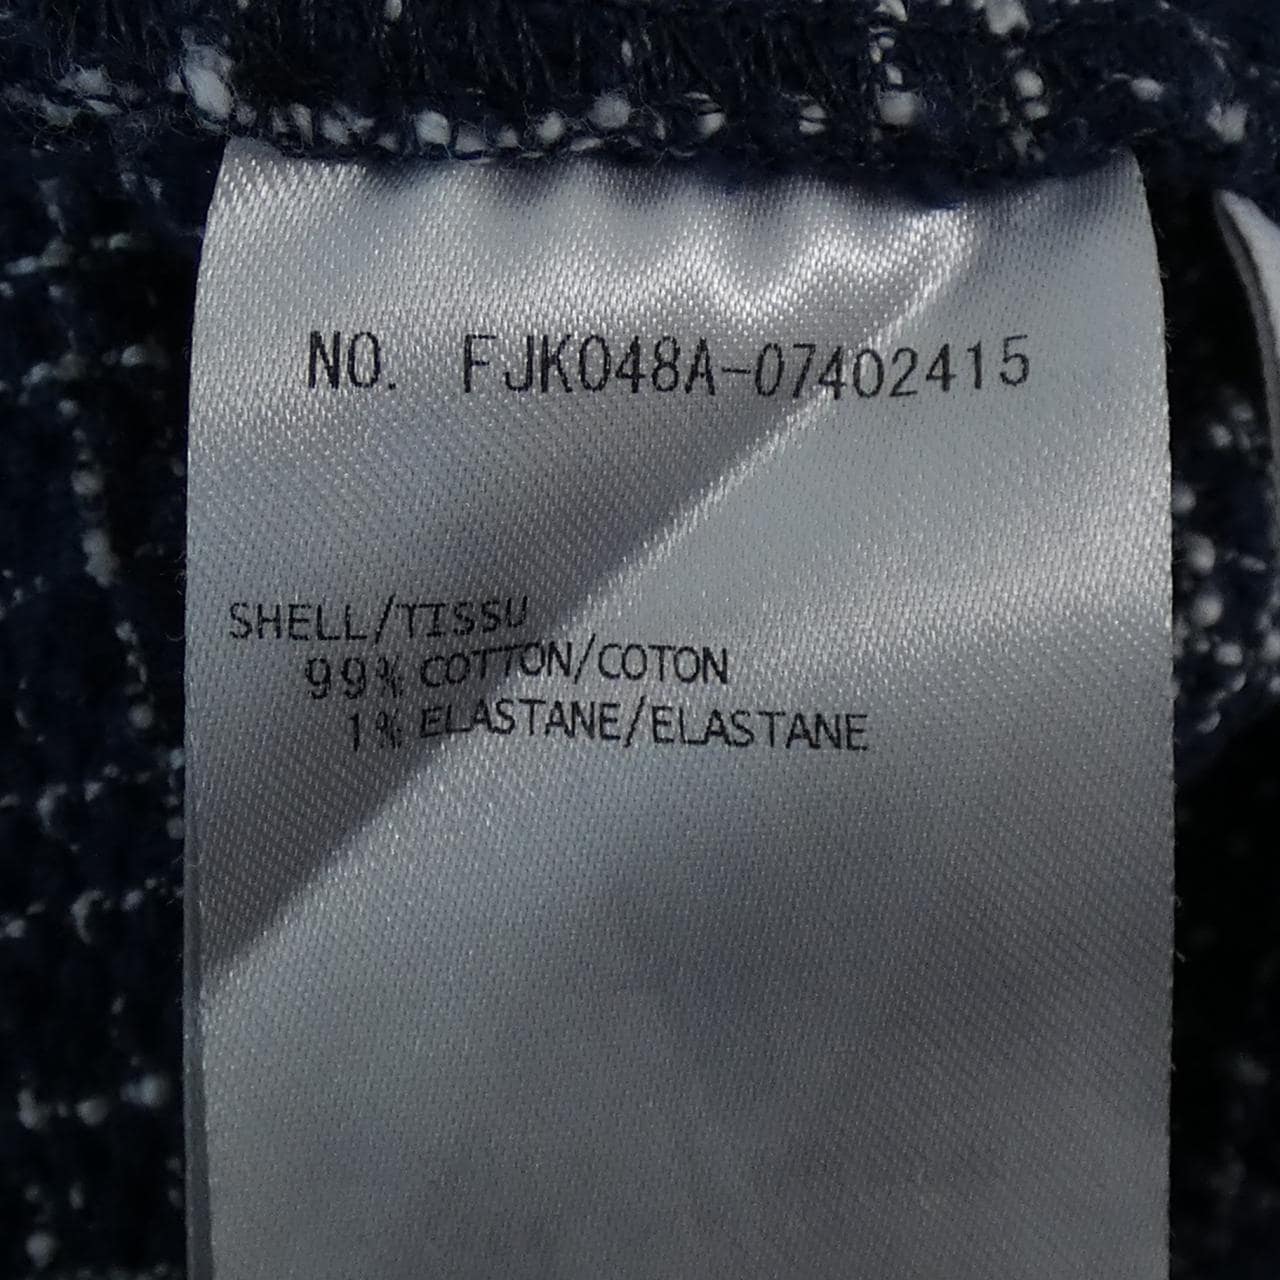 NO. FJK048A-07402415
SHELL/TISSU
99% COTTON/COTON
1% ELASTANE/ELASTANE